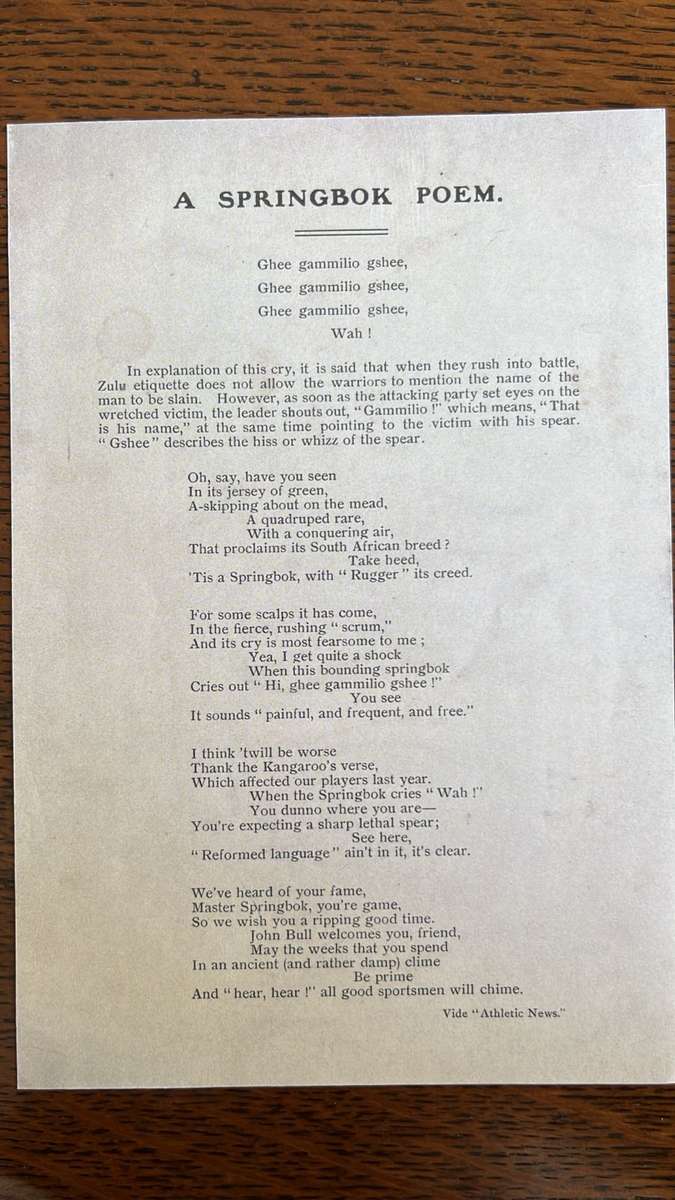 A SPRINGBOK POEM.
Ghee gammilio gshee,
Ghee gammilio gshee,
Ghee gammilio gshee,
Wah !
In explanation of this cry, it is said that when they rush into battle,
Zulu etiquette does not allow the warriors to mention the name of the
man to be slain. However, as soon as the attacking party set eyes on the
wretched victim, the leader shouts out, "Gammilio !" which means, "That
is his name," at the same time pointing to the victim with his spear.
"Gshee" describes the hiss or whizz of the spear.
Oh, say, have you seen
In its jersey of green,
A-skipping about on the mead,
A quadruped rare,
With a conquering air,
That proclaims its South African breed ?
Take heed,
'Tis a Springbok, with "Rugger" its creed.
For some scalps it has come,
In the fierce, rushing "scrum,"
And its cry is most fearsome to me ;
Yea, I get quite a shock
When this bounding springbok
Cries out "Hi, ghee gammilio gshee !"
You see
It sounds "painful, and frequent, and free."
I think 'twill be worse
Thank the Kangaroo's verse,
Which affected our players last year.
When the Springbok cries "Wah !"
You dunno where you are—
You're expecting a sharp lethal spear;
See here,
"Reformed language" ain't in it, it's clear.
We've heard of your fame,
Master Springbok, you're game,
So we wish you a ripping good time.
John Bull welcomes you, friend,
May the weeks that you spend
In an ancient (and rather damp) clime
Be prime
And "hear, hear !" all good sportsmen will chime.
Vide "Athletic News."